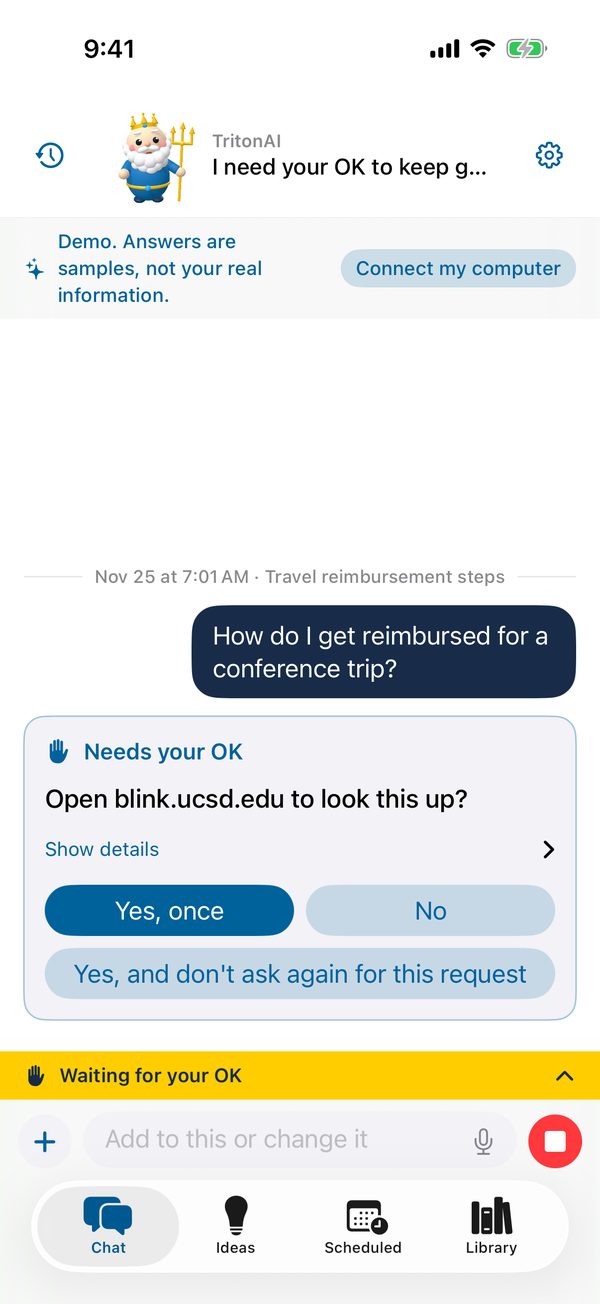 9:41
TritonAI
I need your OK to keep g...
Demo. Answers are
samples, not your real
information.
Connect my computer
Nov 25 at 7:01 AM · Travel reimbursement steps
How do I get reimbursed for a
conference trip?
Needs your OK
Open blink.ucsd.edu to look this up?
Show details
Yes, once
No
Yes, and don't ask again for this request
Waiting for your OK
Add to this or change it
Chat
Ideas
Scheduled
Library